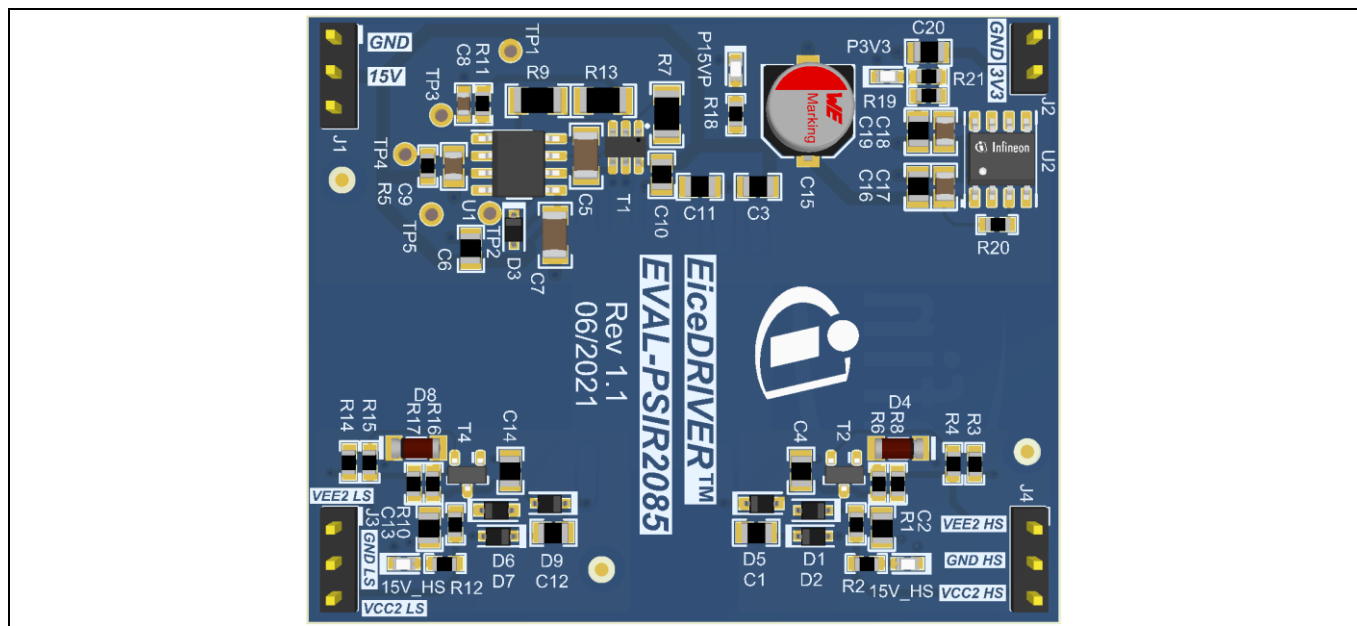 GND
15V
J1
TP1
TP3
TP4
TP5
TP2
R11
C8
R9
R13
R7
R5
C9
U1
C6
D3
C7
C5
T1
C10
C11
C3
P15VP
R18
WE
Marking
C15
C20
P3V3
R21
R19
C18
C19
C17
C16
GND
3V3
J2
U2
Infineon
R20
EiceDRIVER™
EVAL-PSIR2085
Rev 1.1
06/2021
R14
R15
D8
R17
R16
T4
C14
VEE2 LS
J3
GND LS
VCC2 LS
R10
C13
15V_HS
R12
D6
D7
D9
C12
C4
T2
D4
R6
R8
R4
R3
J4
VEE2 HS
GND HS
VCC2 HS
R1
C2
D5
C1
D1
D2
R2
15V_HS